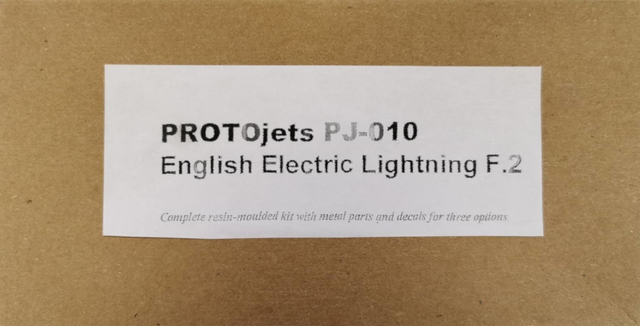 PROTOjets PJ-010
English Electric Lightning F.2
Complete resin-moulded kit with metal parts and decals for three options